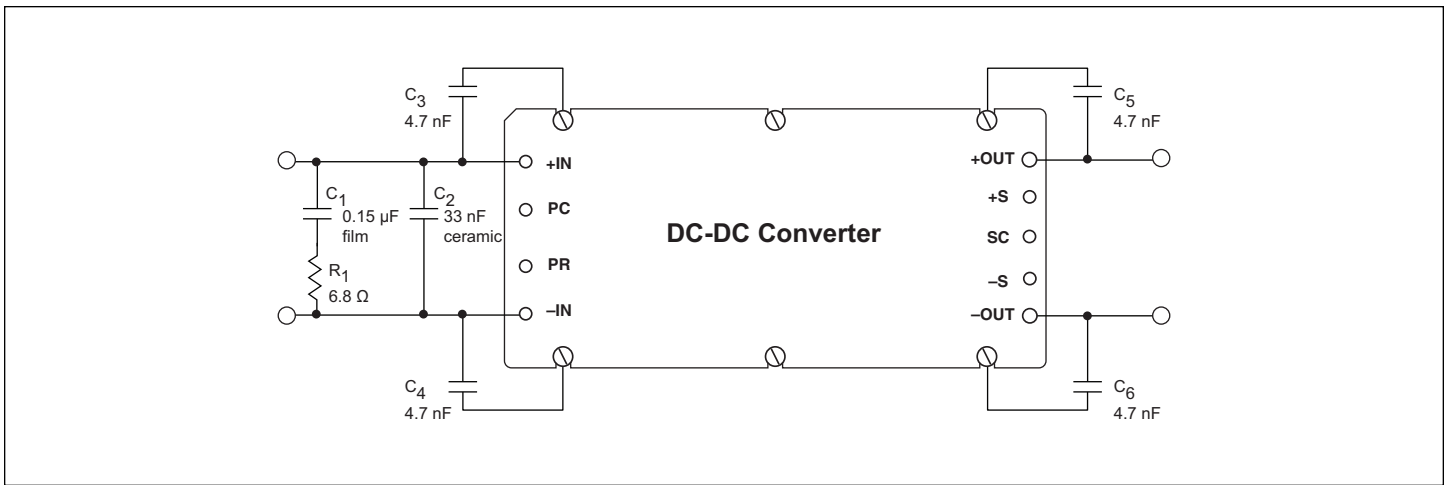 C3
4.7 nF
C5
4.7 nF
+IN
+OUT
C1
0.15 µF
film
C2
33 nF
ceramic
PC
+S
DC-DC Converter
SC
R1
6.8 Ω
PR
–S
–IN
–OUT
C4
4.7 nF
C6
4.7 nF